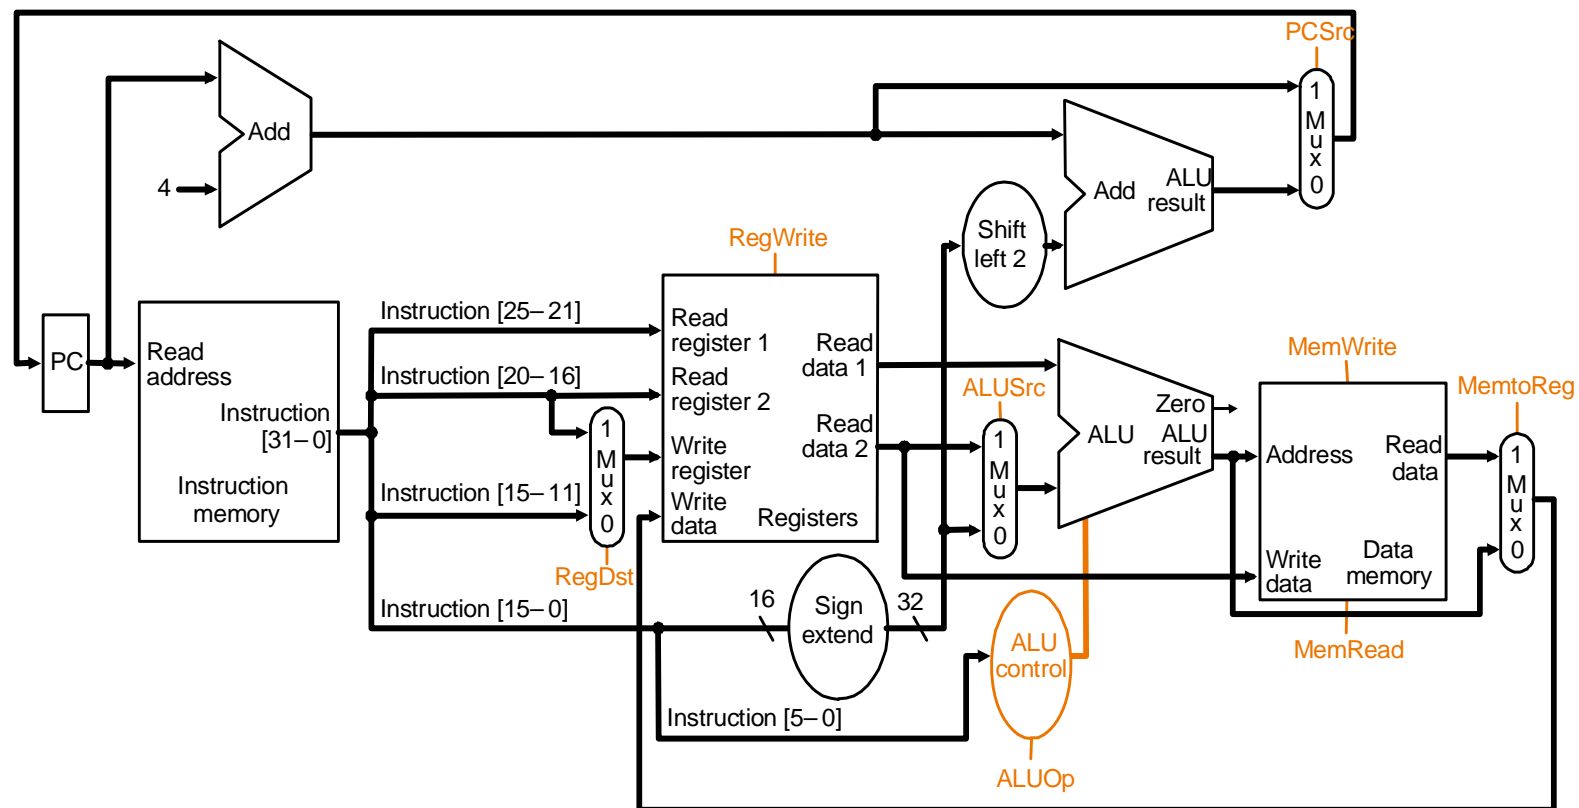 PCSrc
1
M
u
x
0
Add
4
Add
ALU
result
Shift
left 2
RegWrite
PC
Read
address
Instruction
[31–0]
Instruction
memory
Instruction [25–21]
Instruction [20–16]
Instruction [15–11]
Instruction [15–0]
1
M
u
x
0
RegDst
Read
register 1
Read
register 2
Write
register
Write
data
Read
data 1
Read
data 2
Registers
ALUSrc
1
M
u
x
0
Zero
ALU
ALU
result
MemWrite
Address
Read
data
Write
data
Data
memory
MemRead
MemtoReg
1
M
u
x
0
16
Sign
extend
32
ALU
control
Instruction [5–0]
ALUOp